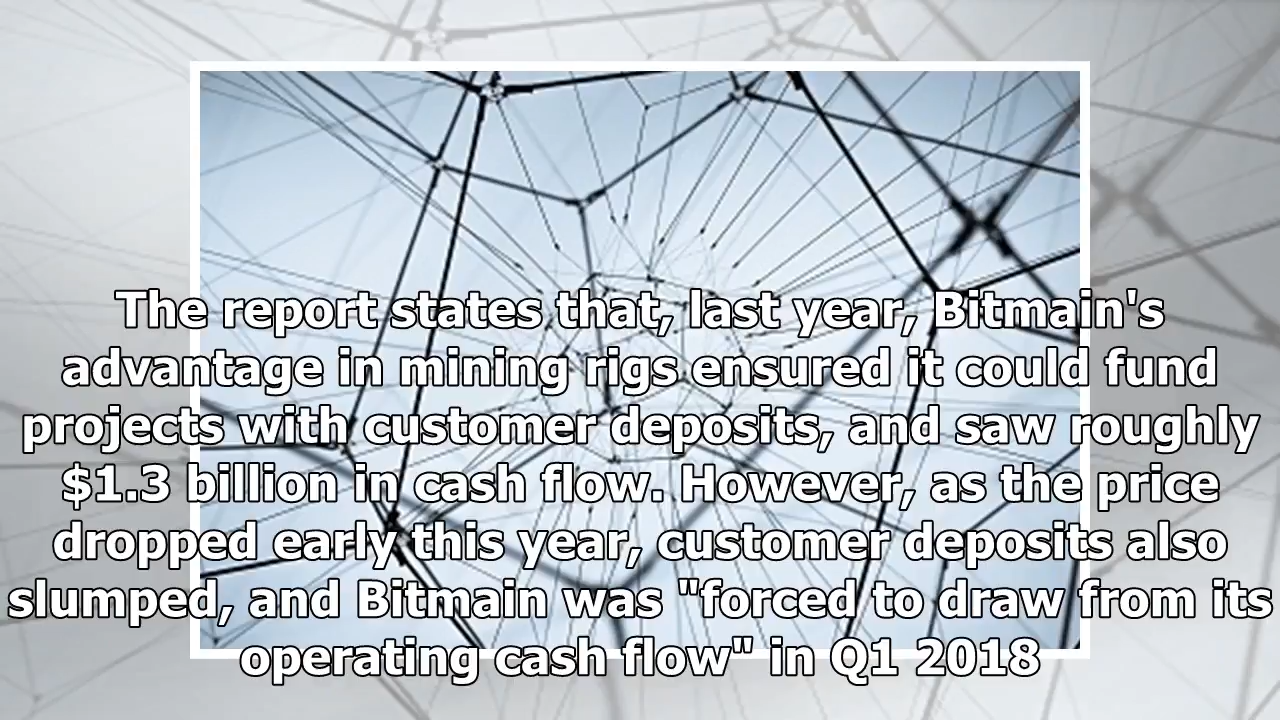 The report states that, last year, Bitmain's
advantage in mining rigs ensured it could fund
projects with customer deposits, and saw roughly
$1.3 billion in cash flow. However, as the price
dropped early this year, customer deposits also
slumped, and Bitmain was "forced to draw from its
operating cash flow" in Q1 2018